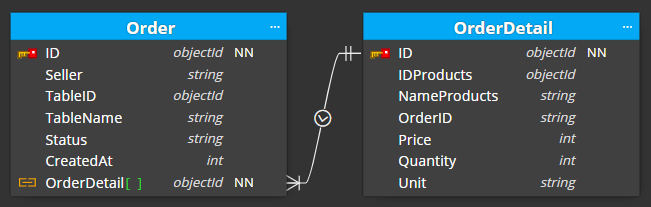 Order ...
ID objectId NN
Seller string
TableID objectId
TableName string
Status string
CreatedAt int
OrderDetail[ ] objectId NN
OrderDetail ...
ID objectId NN
IDProducts objectId
NameProducts string
OrderID string
Price int
Quantity int
Unit string